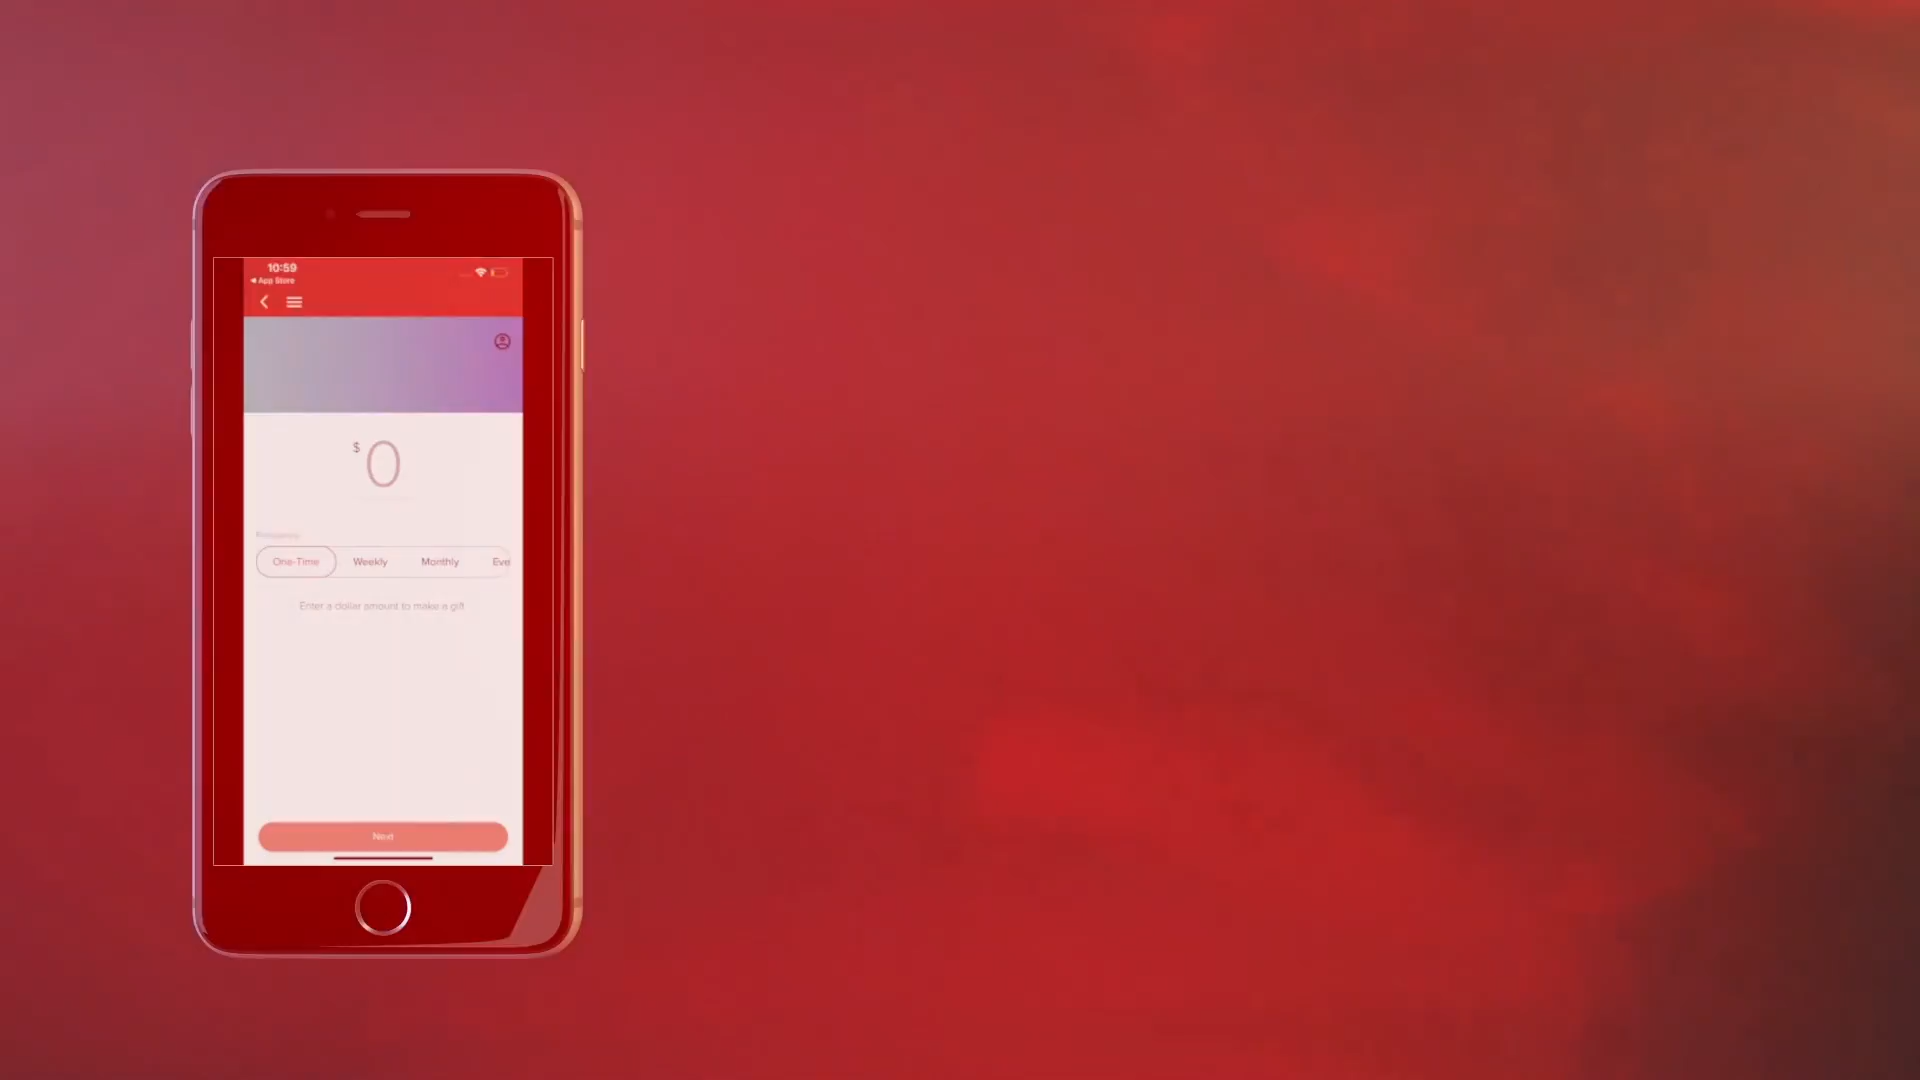 10:59
◀ App Store
$ 0
One-Time Weekly Monthly Eve
Enter a dollar amount to make a gift
Next